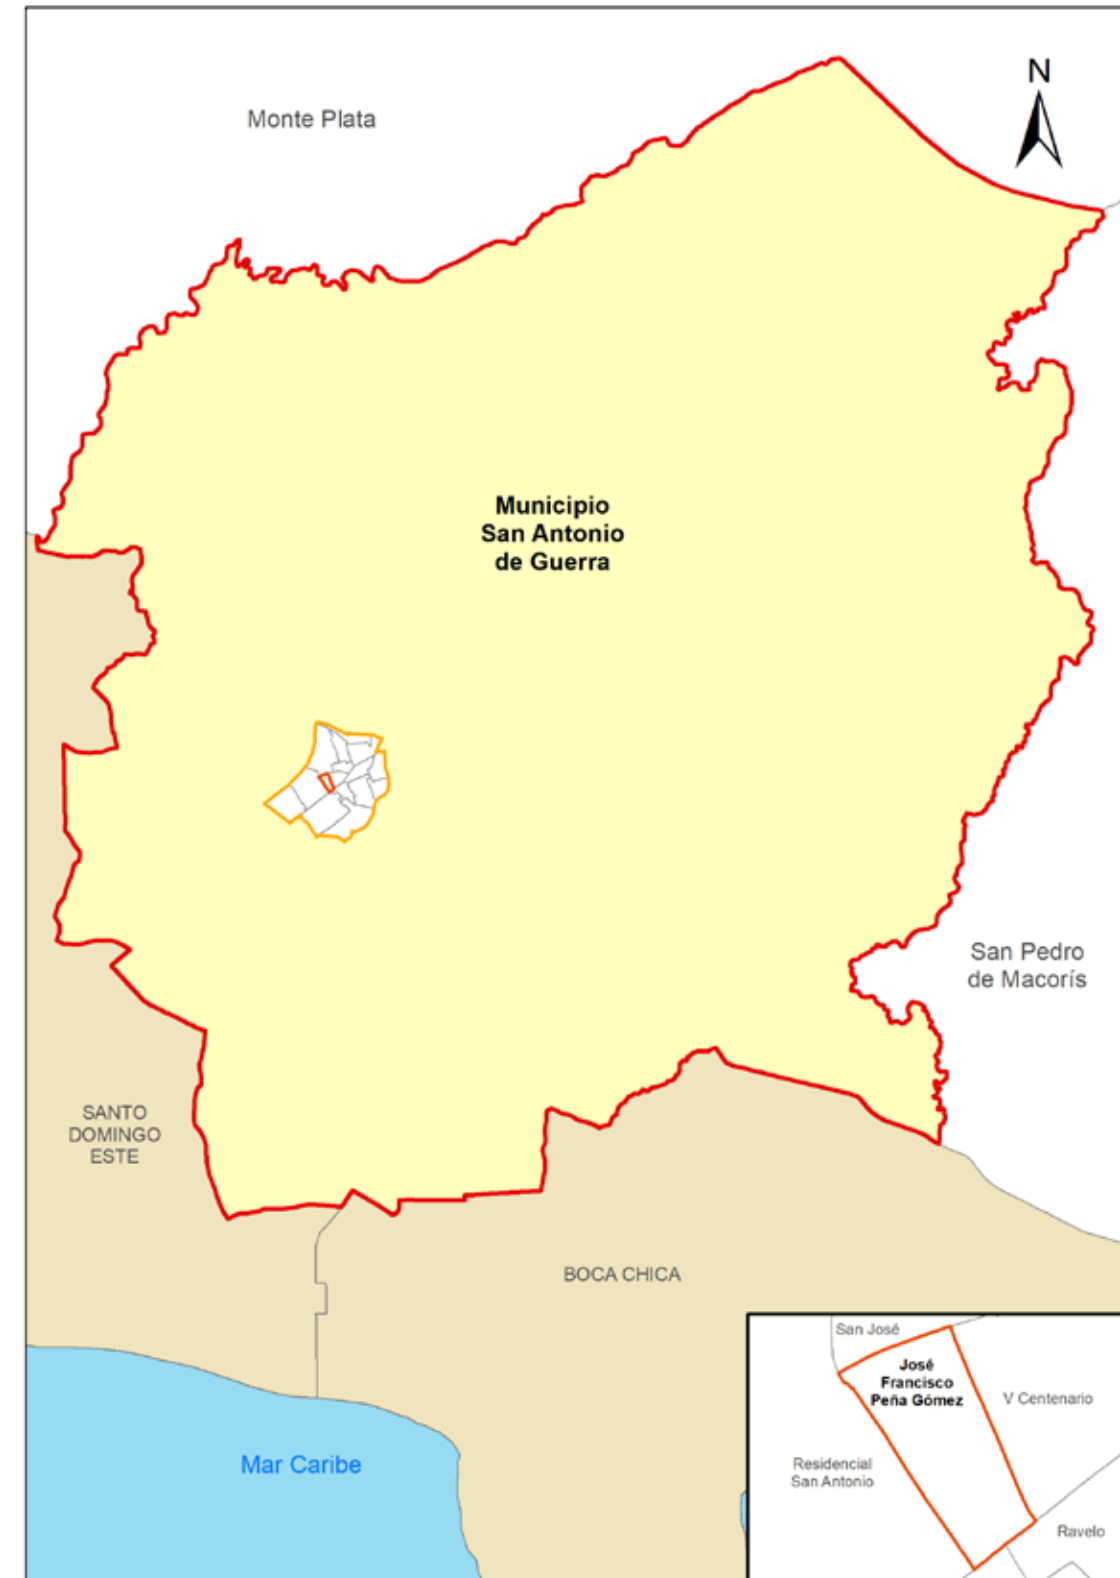 N
Monte Plata
Municipio
San Antonio
de Guerra
San Pedro
de Macorís
SANTO
DOMINGO
ESTE
BOCA CHICA
Mar Caribe
San José
José
Francisco
Peña Gómez
V Centenario
Residencial
San Antonio
Ravelo